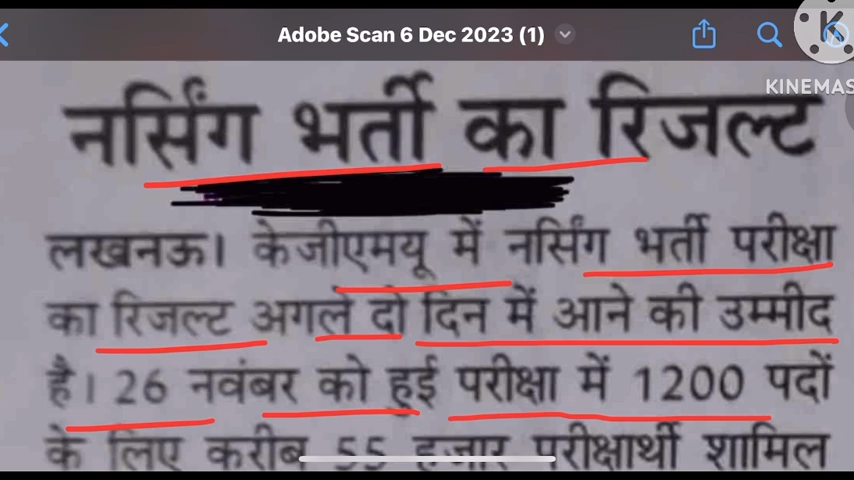 Adobe Scan 6 Dec 2023 (1)
KINEMAS
नर्सिंग भर्ती का रिजल्ट
लखनऊ। केजीएमयू में नर्सिंग भर्ती परीक्षा
का रिजल्ट अगले दो दिन में आने की उम्मीद
है। 26 नवंबर को हुई परीक्षा में 1200 पदों
के लिए करीब 55 हजार परीक्षार्थी शामिल